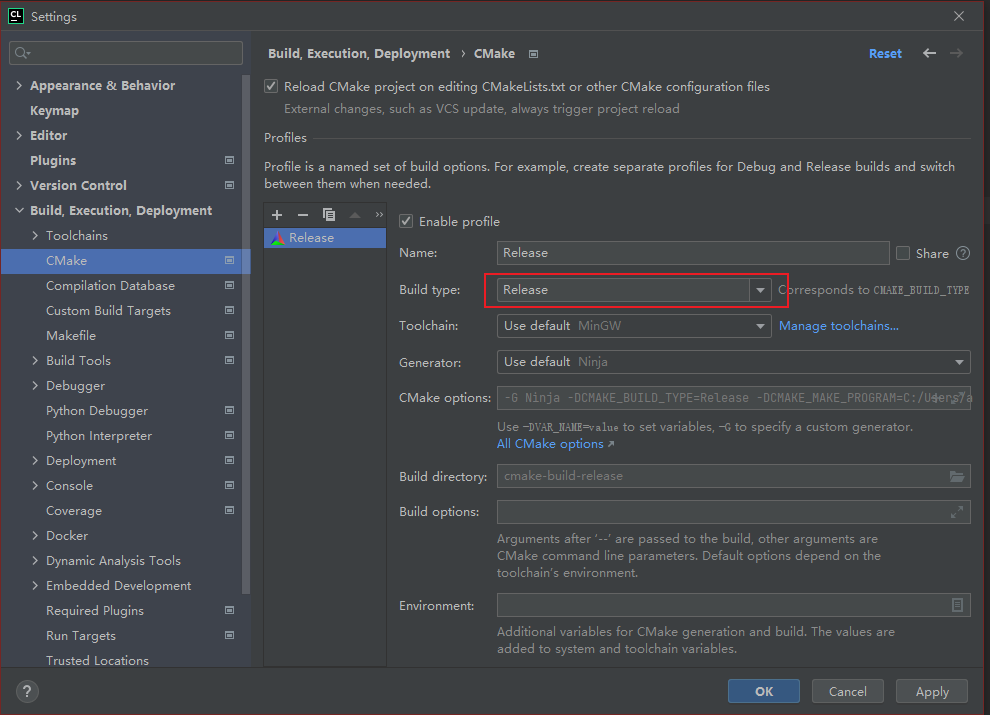 CL
Settings
Build, Execution, Deployment › CMake
Reset
Appearance & Behavior
Keymap
Editor
Plugins
Version Control
Build, Execution, Deployment
Toolchains
CMake
Compilation Database
Custom Build Targets
Makefile
Build Tools
Debugger
Python Debugger
Python Interpreter
Deployment
Console
Coverage
Docker
Dynamic Analysis Tools
Embedded Development
Required Plugins
Run Targets
Trusted Locations
Reload CMake project on editing CMakeLists.txt or other CMake configuration files
External changes, such as VCS update, always trigger project reload
Profiles
Profile is a named set of build options. For example, create separate profiles for Debug and Release builds and switch
between them when needed.
Release
Enable profile
Name: Release Share ?
Build type: Release Corresponds to CMAKE_BUILD_TYPE
Toolchain: Use default MinGW Manage toolchains...
Generator: Use default Ninja
CMake options: -G Ninja -DCMAKE_BUILD_TYPE=Release -DCMAKE_MAKE_PROGRAM=C:/Users/a
Use -DVAR_NAME=value to set variables, -G to specify a custom generator.
All CMake options ↗
Build directory: cmake-build-release
Build options:
Arguments after ‘--’ are passed to the build, other arguments are
CMake command line parameters. Default options depend on the
toolchain’s environment.
Environment:
Additional variables for CMake generation and build. The values are
added to system and toolchain variables.
?
OK
Cancel
Apply